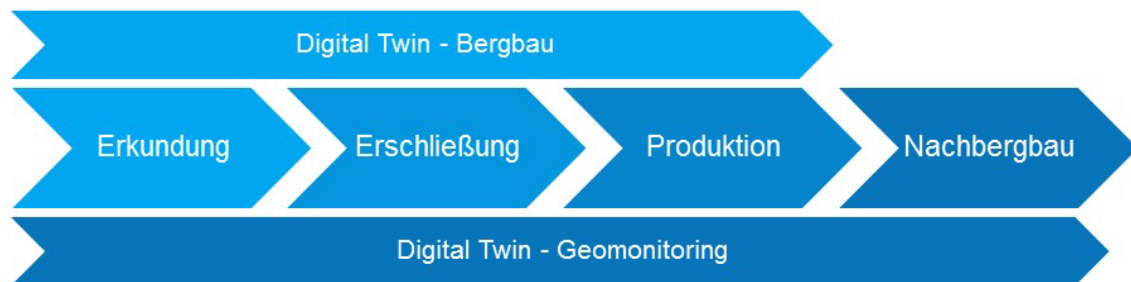 Digital Twin - Bergbau
Erkundung
Erschließung
Produktion
Nachbergbau
Digital Twin - Geomonitoring